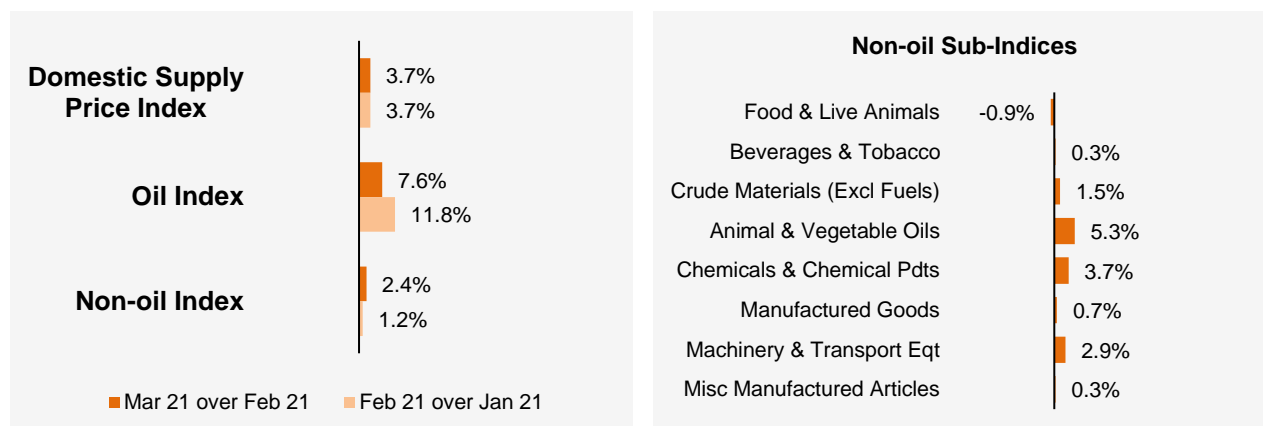 Domestic Supply
Price Index
3.7%
3.7%
Oil Index
7.6%
11.8%
Non-oil Index
2.4%
1.2%
Mar 21 over Feb 21
Feb 21 over Jan 21
Non-oil Sub-Indices
Food & Live Animals -0.9%
Beverages & Tobacco 0.3%
Crude Materials (Excl Fuels) 1.5%
Animal & Vegetable Oils 5.3%
Chemicals & Chemical Pdts 3.7%
Manufactured Goods 0.7%
Machinery & Transport Eqt 2.9%
Misc Manufactured Articles 0.3%